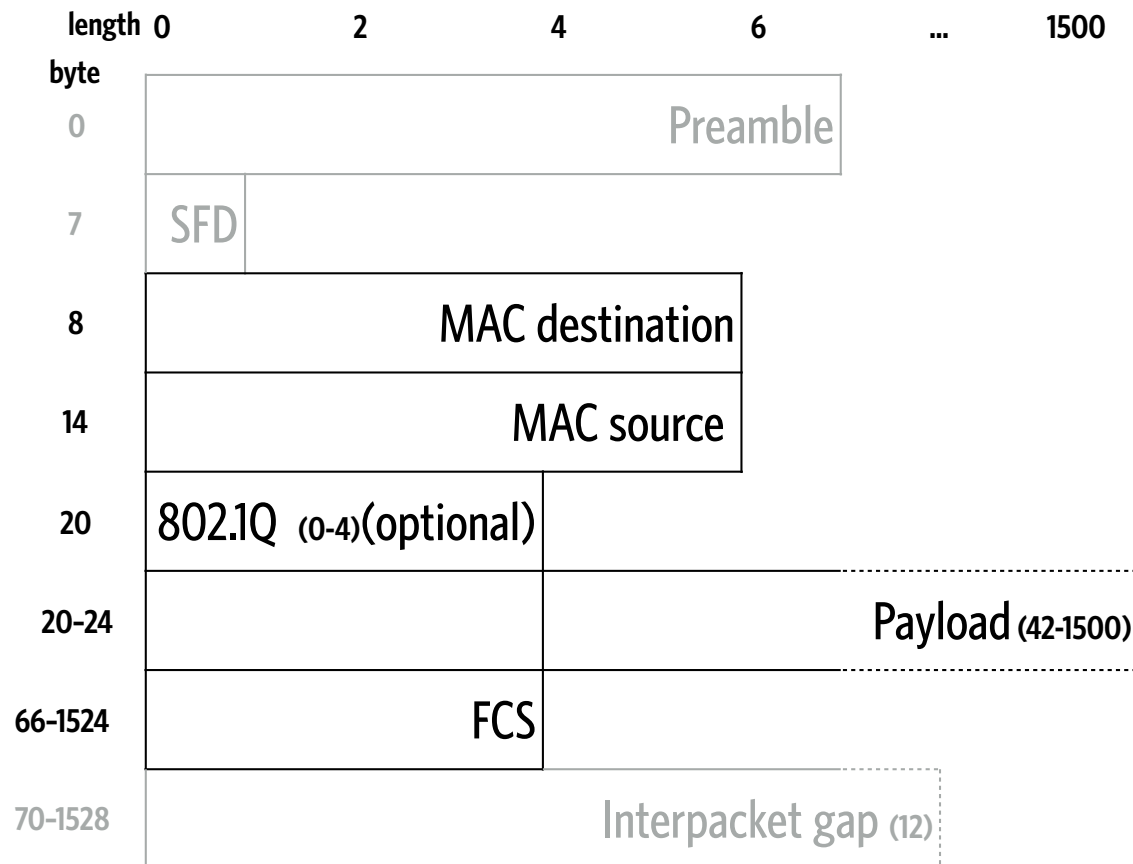 length 0 2 4 6 ... 1500
byte
0 Preamble
7 SFD
8 MAC destination
14 MAC source
20 802.1Q (0-4)(optional)
20-24 Payload (42-1500)
66-1524 FCS
70-1528 Interpacket gap (12)